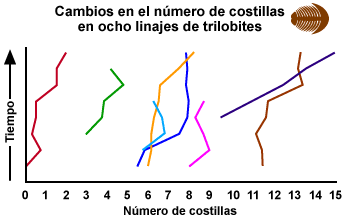 Cambios en el número de costillas
en ocho linajes de trilobites
Tiempo
0 1 2 3 4 5 6 7 8 9 10 11 12 13 14 15
Número de costillas